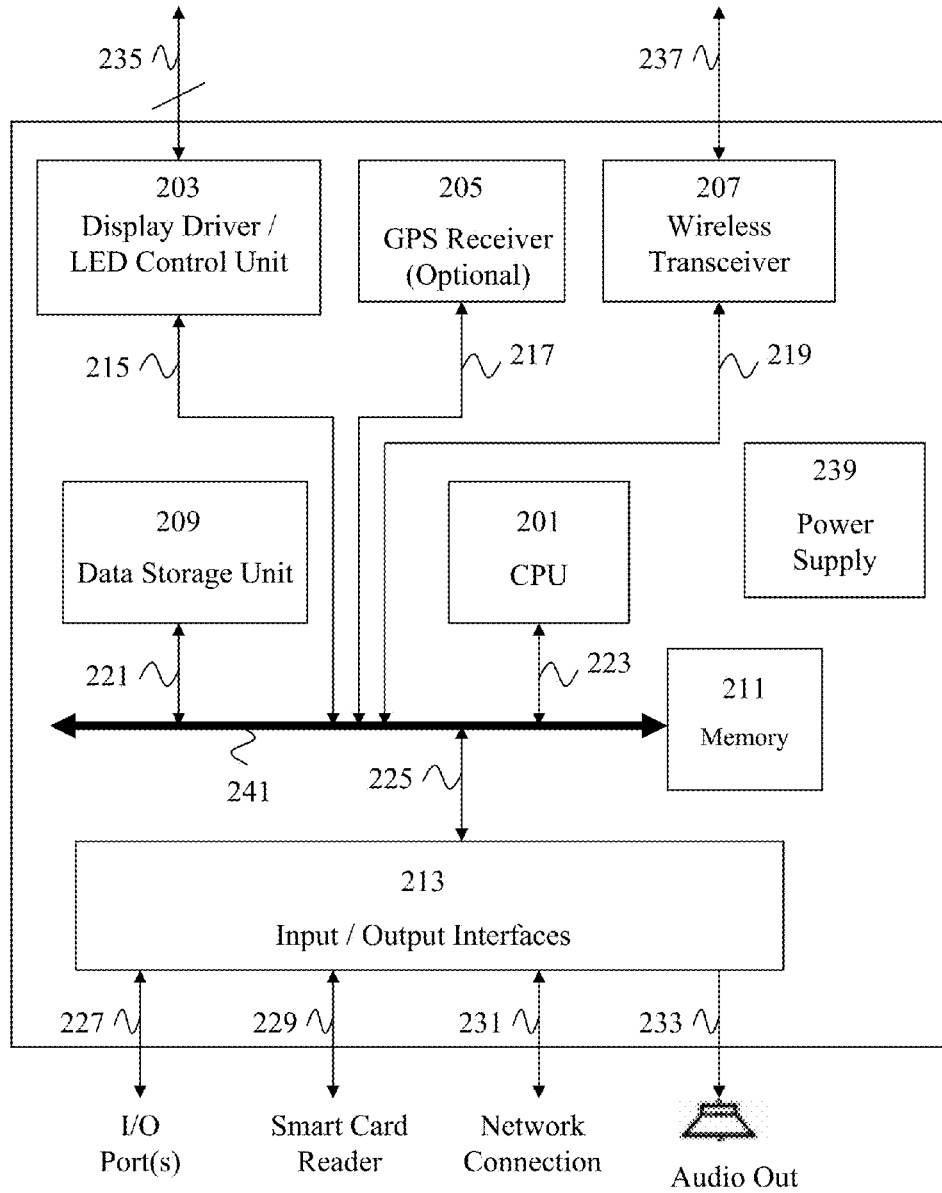 235
237
203
Display Driver /
LED Control Unit
205
GPS Receiver
(Optional)
207
Wireless
Transceiver
215
217
219
209
Data Storage Unit
201
CPU
239
Power
Supply
221
223
211
Memory
241
225
213
Input / Output Interfaces
227
229
231
233
I/O
Port(s)
Smart Card
Reader
Network
Connection
Audio Out